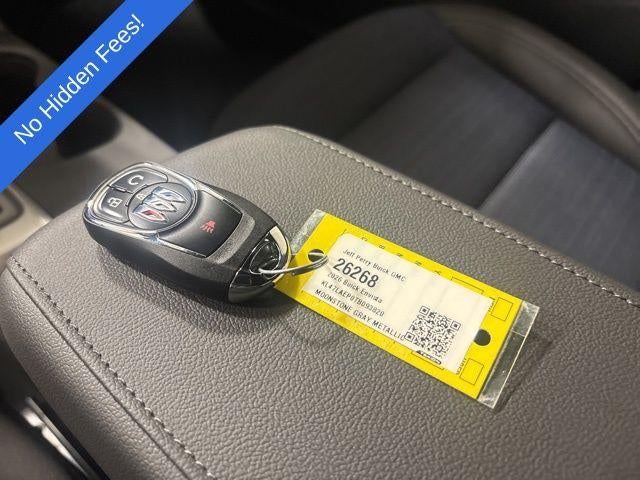 No Hidden Fees!
Jeff Perry Buick GMC
26268
2026 Buick Envista
MOONSTONE GRAY METALLIC